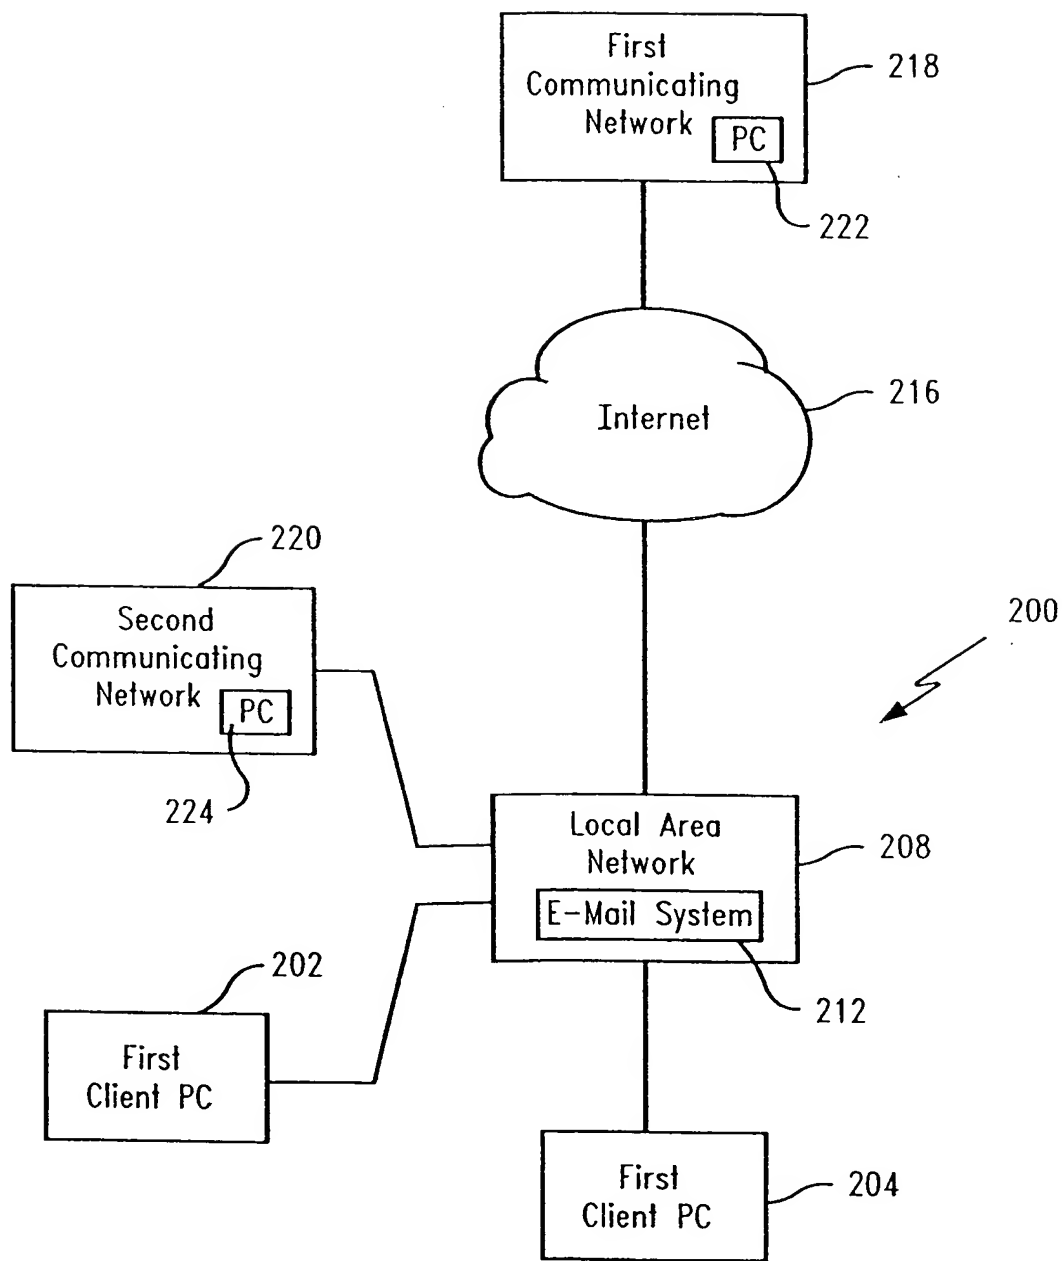 First
Communicating
Network
PC
218
222
Internet
216
220
Second
Communicating
Network
PC
224
200
Local Area
Network
E-Mail System
208
212
202
First
Client PC
First
Client PC
204